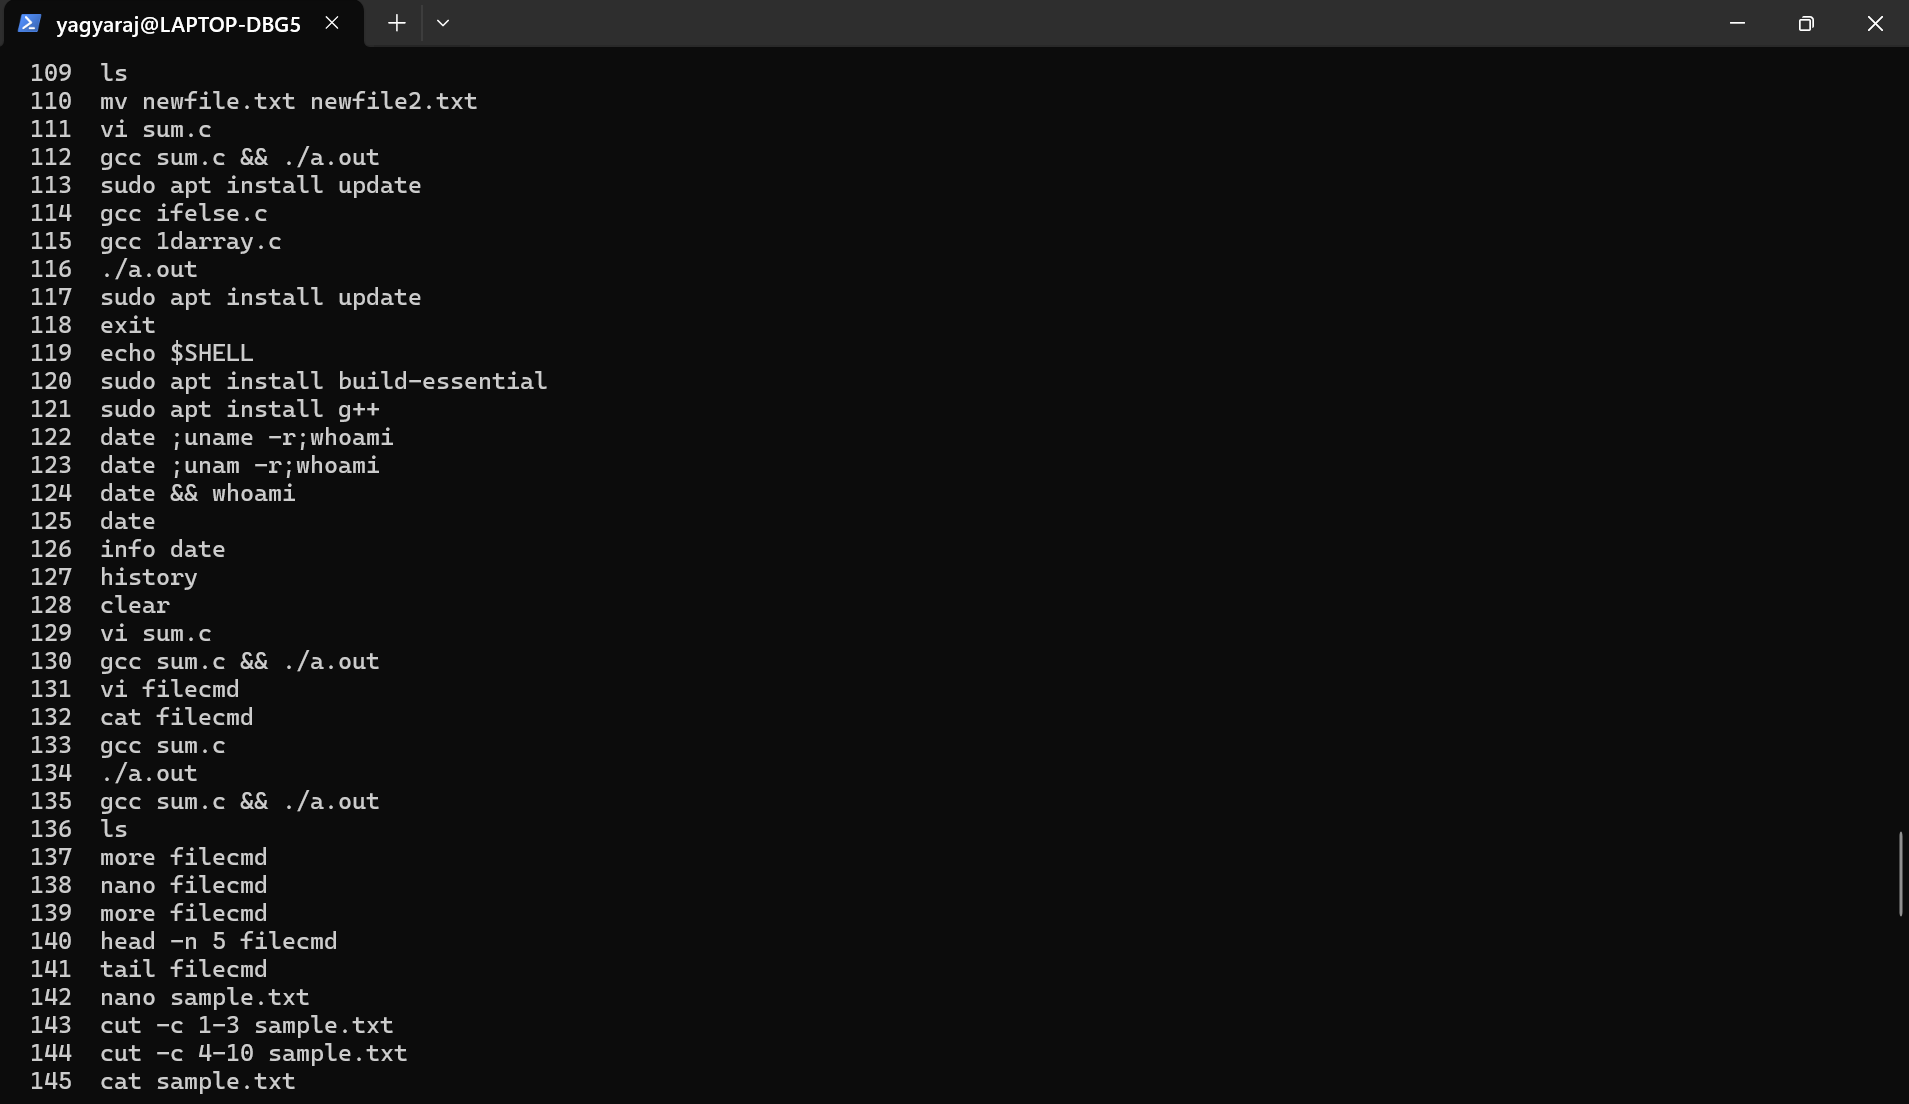 yagyaraj@LAPTOP-DBG5
109 ls
110 mv newfile.txt newfile2.txt
111 vi sum.c
112 gcc sum.c && ./a.out
113 sudo apt install update
114 gcc ifelse.c
115 gcc 1darray.c
116 ./a.out
117 sudo apt install update
118 exit
119 echo $SHELL
120 sudo apt install build-essential
121 sudo apt install g++
122 date ;uname -r;whoami
123 date ;unam -r;whoami
124 date && whoami
125 date
126 info date
127 history
128 clear
129 vi sum.c
130 gcc sum.c && ./a.out
131 vi filecmd
132 cat filecmd
133 gcc sum.c
134 ./a.out
135 gcc sum.c && ./a.out
136 ls
137 more filecmd
138 nano filecmd
139 more filecmd
140 head -n 5 filecmd
141 tail filecmd
142 nano sample.txt
143 cut -c 1-3 sample.txt
144 cut -c 4-10 sample.txt
145 cat sample.txt